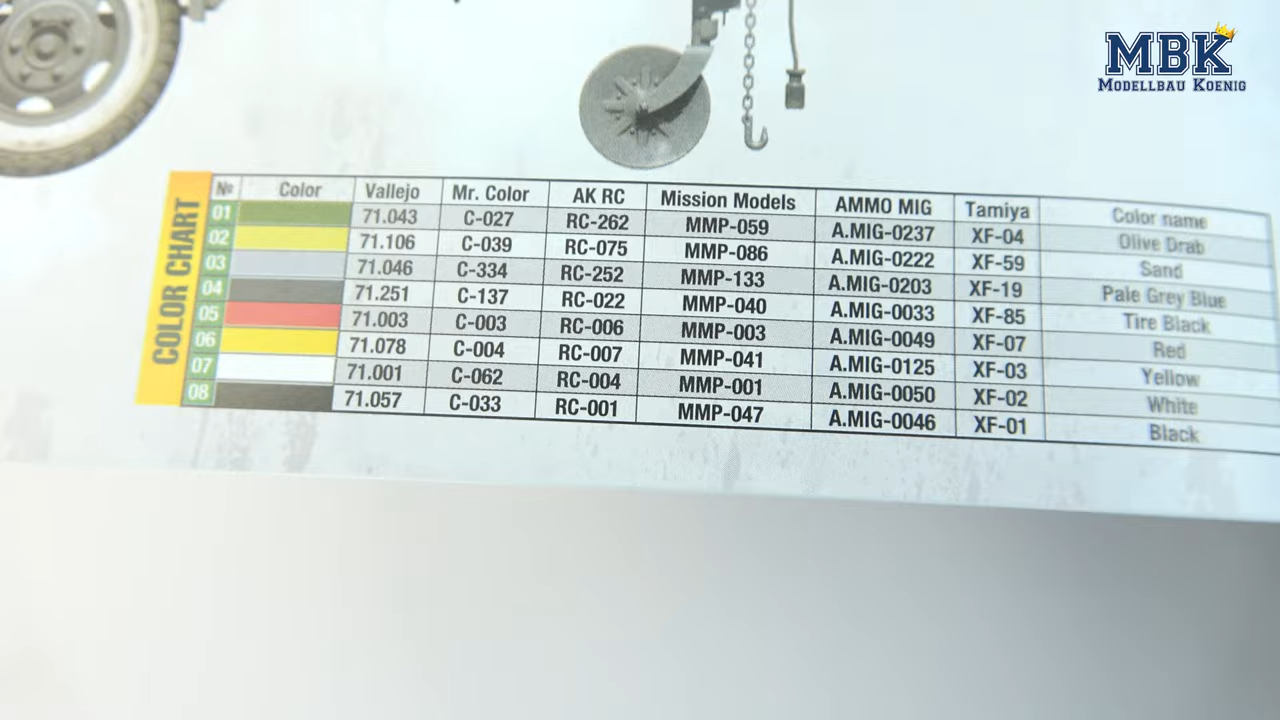 MBK
MODELLBAU KOENIG
COLOR CHART
№ Color Vallejo Mr. Color AK RC Mission Models AMMO MIG Tamiya Color name
01 71.043 C-027 RC-262 MMP-059 A.MIG-0237 XF-04 Olive Drab
02 71.106 C-039 RC-075 MMP-086 A.MIG-0222 XF-59 Sand
03 71.046 C-334 RC-252 MMP-133 A.MIG-0203 XF-19 Pale Grey Blue
04 71.251 C-137 RC-022 MMP-040 A.MIG-0033 XF-85 Tire Black
05 71.003 C-003 RC-006 MMP-003 A.MIG-0049 XF-07 Red
06 71.078 C-004 RC-007 MMP-041 A.MIG-0125 XF-03 Yellow
07 71.001 C-062 RC-004 MMP-001 A.MIG-0050 XF-02 White
08 71.057 C-033 RC-001 MMP-047 A.MIG-0046 XF-01 Black